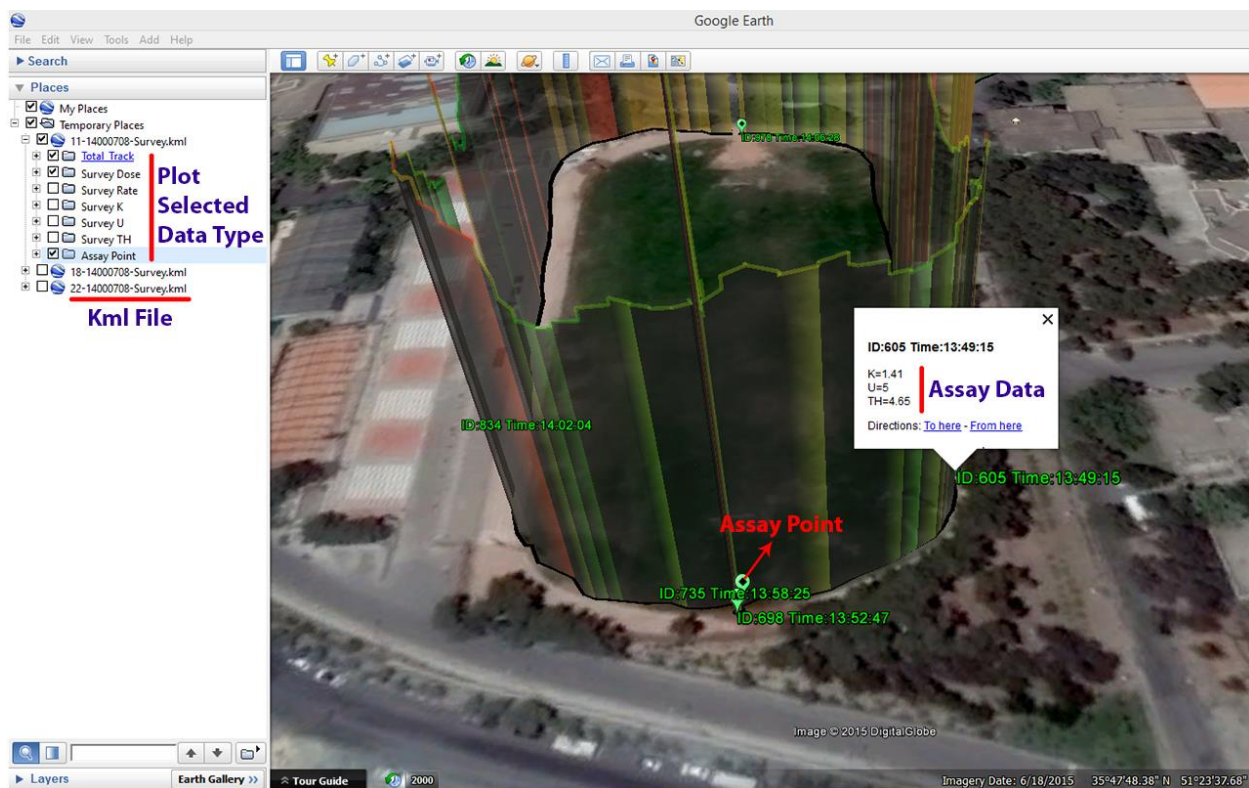 Google Earth
File Edit View Tools Add Help
Search
Places
My Places
Temporary Places
11-14000708-Survey.kml
Total Track
Survey Dose
Survey Rate
Survey K
Survey U
Survey TH
Assay Point
18-14000708-Survey.kml
22-14000708-Survey.kml
Plot
Selected
Data Type
Kml File
ID:834 Time:14-02-04
ID:605 Time:13:49:15
K=1.41
U=5
TH=4.65
Assay Data
Directions: To here - From here
ID:605 Time:13:49:15
Assay Point
ID:735 Time:13:58:25
ID:698 Time:13:52:47
Image © 2015 DigitalGlobe
Layers
Earth Gallery >>
Tour Guide
2000
Imagery Date: 6/18/2015 35°47'48.38" N 51°23'37.68"